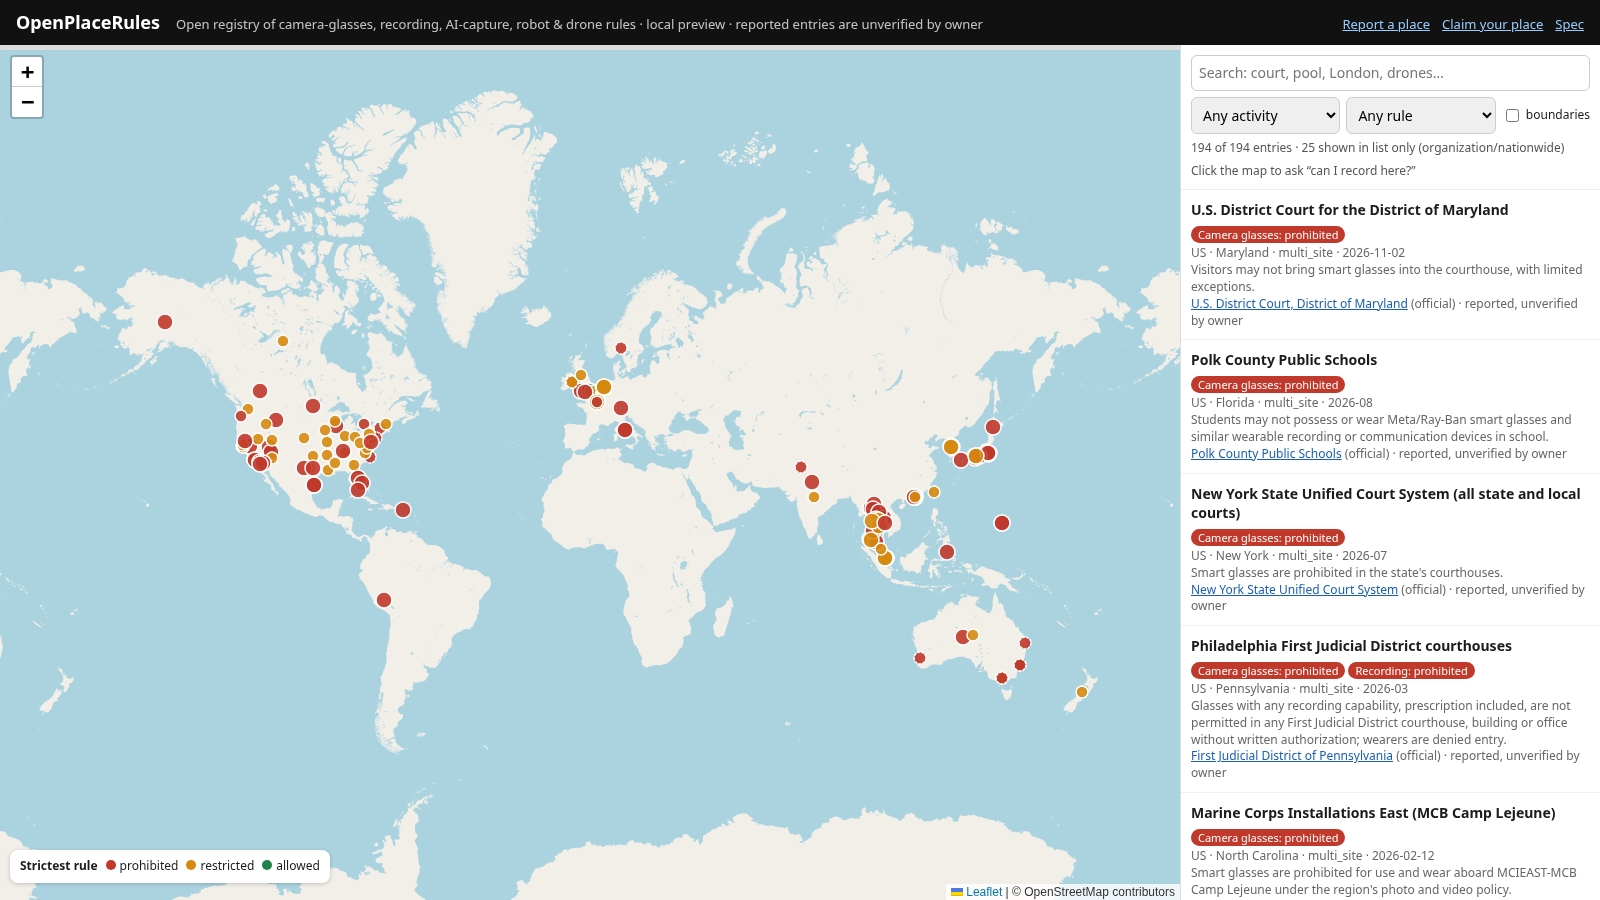 OpenPlaceRules
Open registry of camera-glasses, recording, AI-capture, robot & drone rules · local preview · reported entries are unverified by owner
Report a place
Claim your place
Spec
+
−
Search: court, pool, London, drones...
Any activity
Any rule
boundaries
194 of 194 entries · 25 shown in list only (organization/nationwide)
Click the map to ask “can I record here?”
U.S. District Court for the District of Maryland
Camera glasses: prohibited
US · Maryland · multi_site · 2026-11-02
Visitors may not bring smart glasses into the courthouse, with limited
exceptions.
U.S. District Court, District of Maryland (official) · reported, unverified
by owner
Polk County Public Schools
Camera glasses: prohibited
US · Florida · multi_site · 2026-08
Students may not possess or wear Meta/Ray-Ban smart glasses and
similar wearable recording or communication devices in school.
Polk County Public Schools (official) · reported, unverified by owner
New York State Unified Court System (all state and local
courts)
Camera glasses: prohibited
US · New York · multi_site · 2026-07
Smart glasses are prohibited in the state's courthouses.
New York State Unified Court System (official) · reported, unverified by
owner
Philadelphia First Judicial District courthouses
Camera glasses: prohibited Recording: prohibited
US · Pennsylvania · multi_site · 2026-03
Glasses with any recording capability, prescription included, are not
permitted in any First Judicial District courthouse, building or office
without written authorization; wearers are denied entry.
First Judicial District of Pennsylvania (official) · reported, unverified by
owner
Marine Corps Installations East (MCB Camp Lejeune)
Camera glasses: prohibited
US · North Carolina · multi_site · 2026-02-12
Smart glasses are prohibited for use and wear aboard MCIEAST-MCB
Camp Lejeune under the region's photo and video policy.
Strictest rule prohibited restricted allowed
Leaflet | © OpenStreetMap contributors